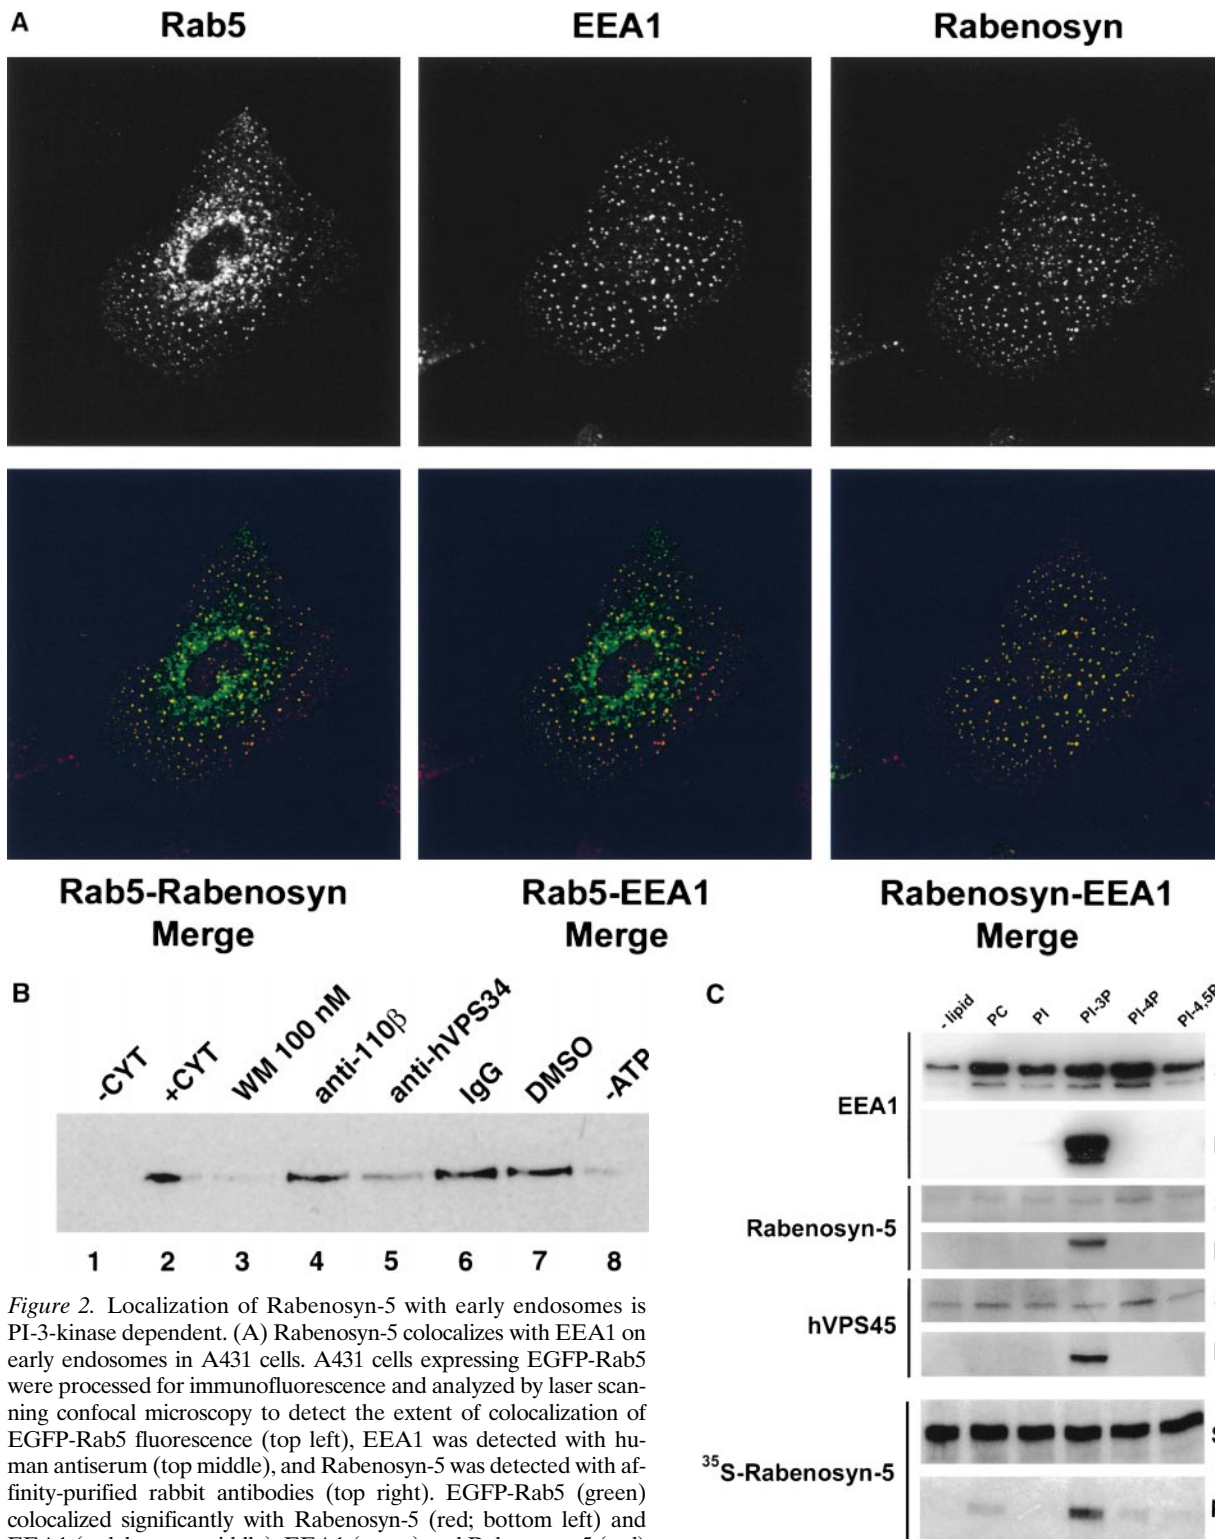 A
Rab5 EEA1 Rabenosyn
Rab5-Rabenosyn Rab5-EEA1 Rabenosyn-EEA1
Merge Merge Merge
B
-CYT +CYT WM 100 nM anti-110β anti-hVPS34 IgG DMSO -ATP
1 2 3 4 5 6 7 8
Figure 2. Localization of Rabenosyn-5 with early endosomes is
PI-3-kinase dependent. (A) Rabenosyn-5 colocalizes with EEA1 on
early endosomes in A431 cells. A431 cells expressing EGFP-Rab5
were processed for immunofluorescence and analyzed by laser scan-
ning confocal microscopy to detect the extent of colocalization of
EGFP-Rab5 fluorescence (top left), EEA1 was detected with hu-
man antiserum (top middle), and Rabenosyn-5 was detected with af-
finity-purified rabbit antibodies (top right). EGFP-Rab5 (green)
colocalized significantly with Rabenosyn-5 (red; bottom left) and
C
- lipid PC PI PI-3P PI-4P PI-4,5P
EEA1
Rabenosyn-5
hVPS45
³⁵S-Rabenosyn-5